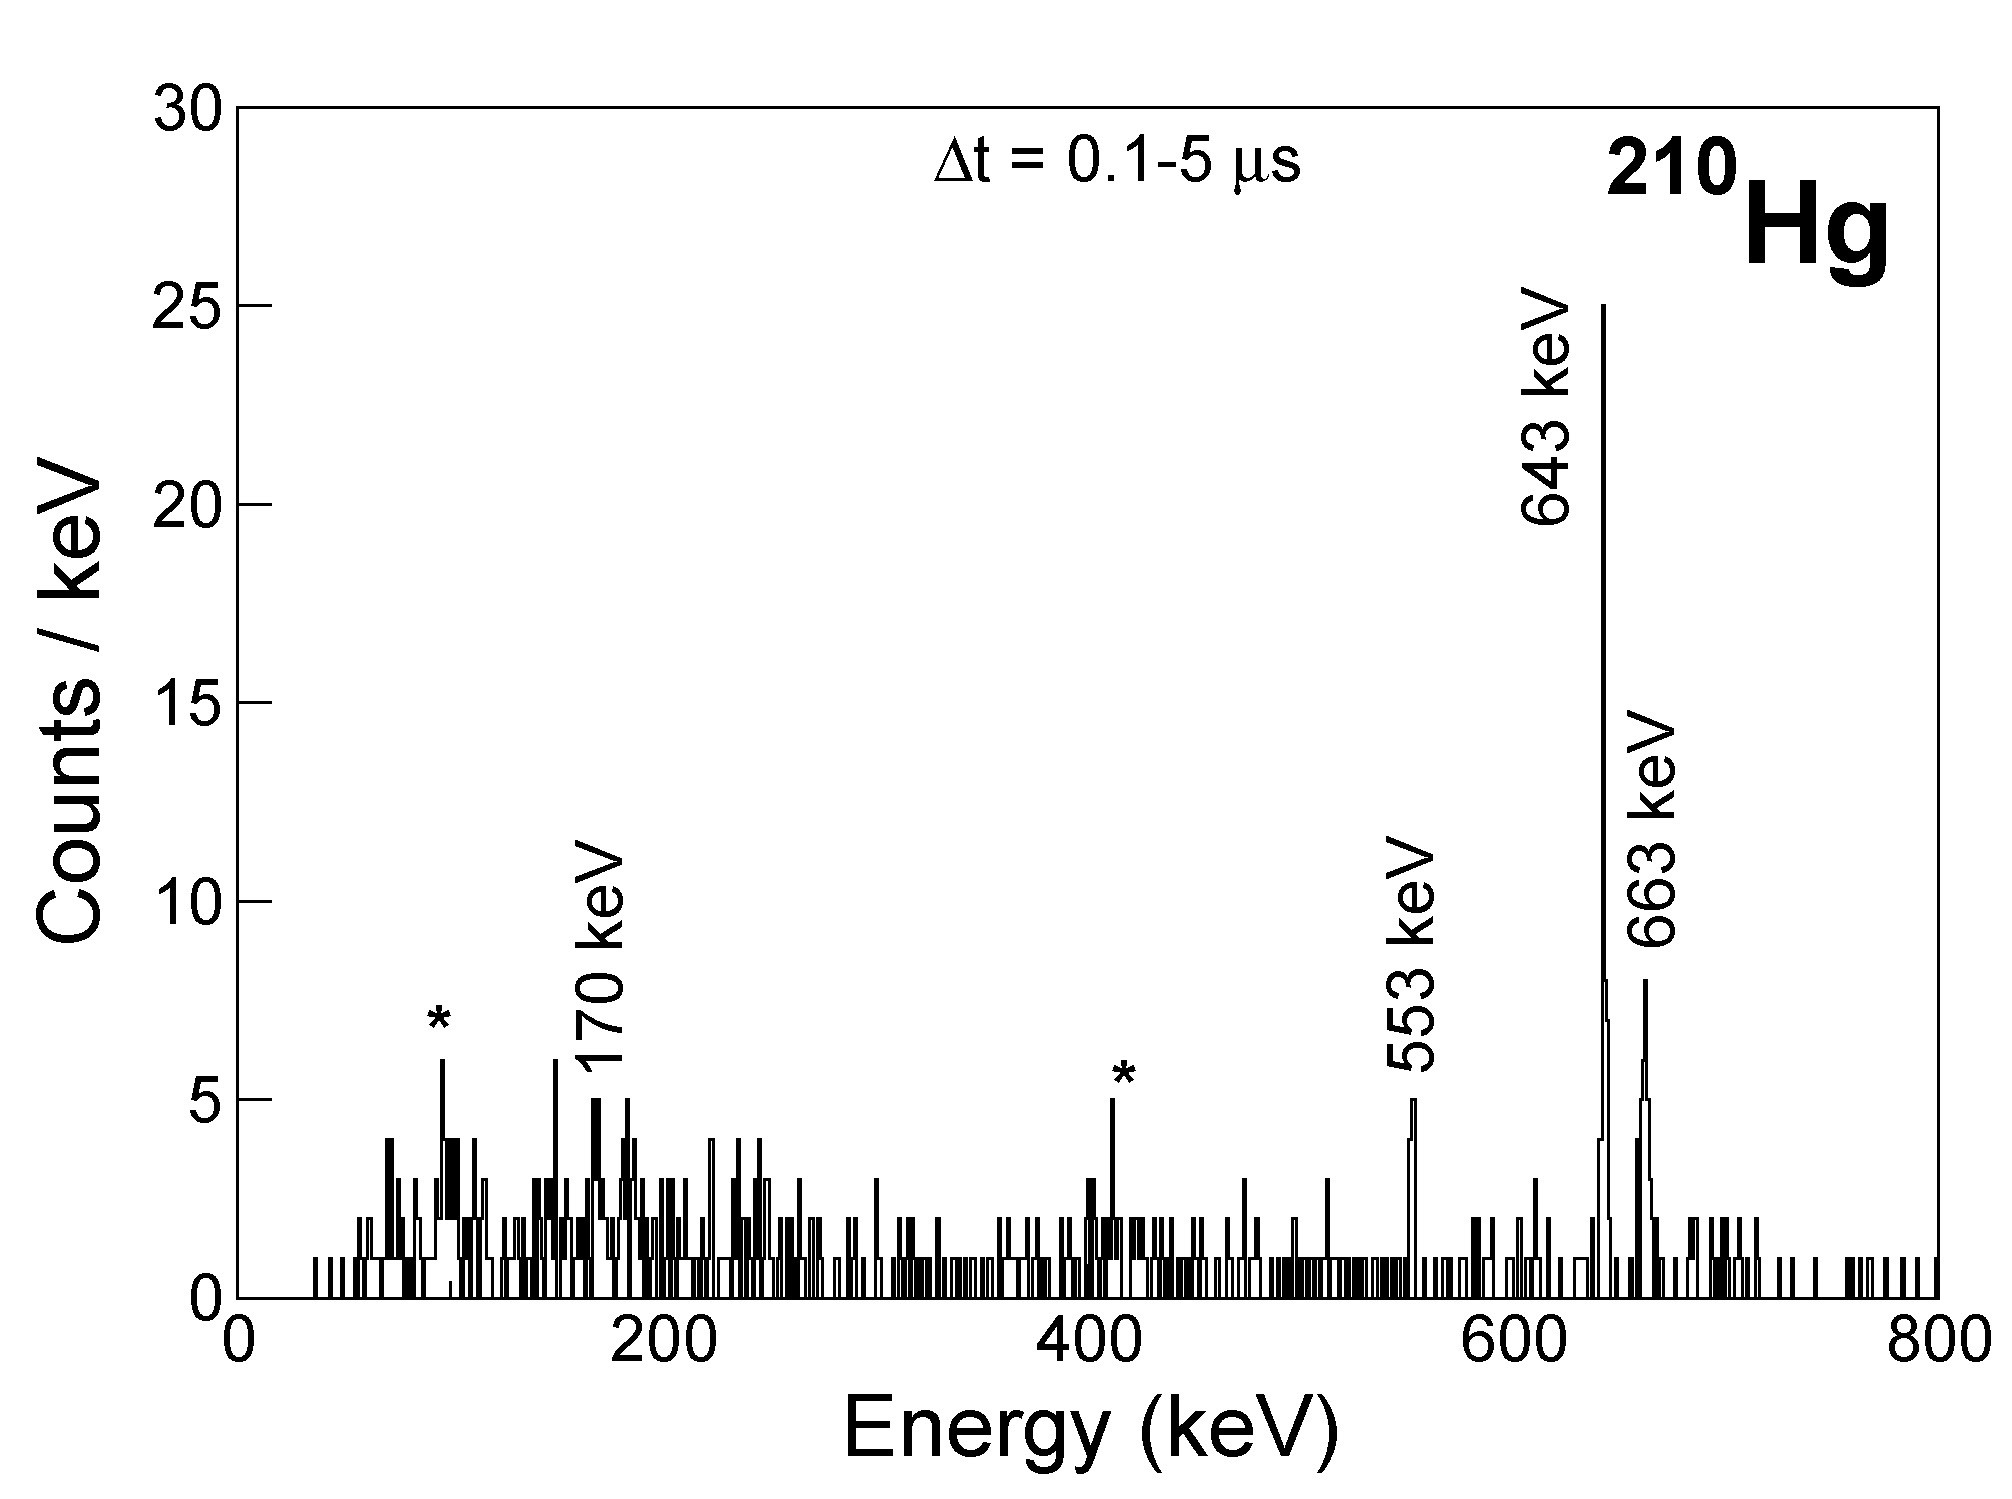 30
Δt = 0.1-5 μs
²¹⁰Hg
25
20
15
10
5
0
Counts / keV
*
170 keV
*
553 keV
643 keV
663 keV
0 200 400 600 800
Energy (keV)